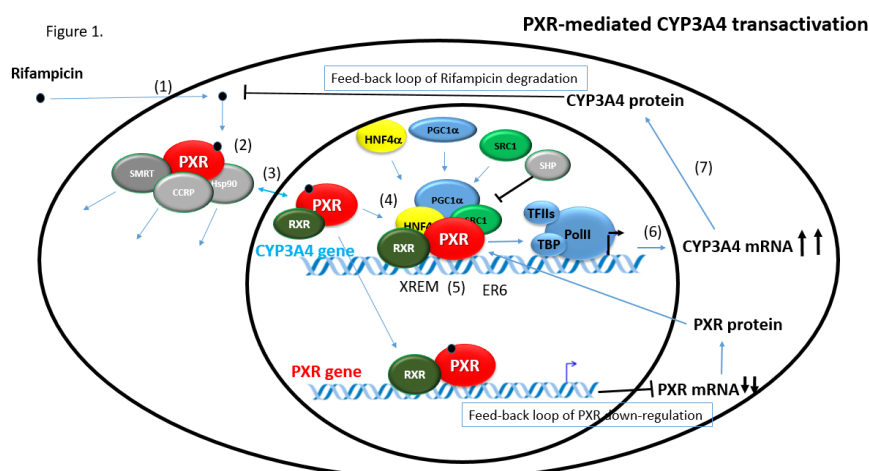 PXR-mediated CYP3A4 transactivation
Figure 1.
Rifampicin
(1)
Feed-back loop of Rifampicin degradation
CYP3A4 protein
(2)
PXR
SMRT
CCRP
Hsp90
(3)
HNF4α
PGC1α
SRC1
SHP
(7)
PXR
RXR
(4)
PGC1α
HNF4
SRC1
RXR
PXR
TFIIs
TBP
PolII
(6)
CYP3A4 mRNA
CYP3A4 gene
XREM (5) ER6
PXR protein
PXR gene
RXR
PXR
PXR mRNA
Feed-back loop of PXR down-regulation